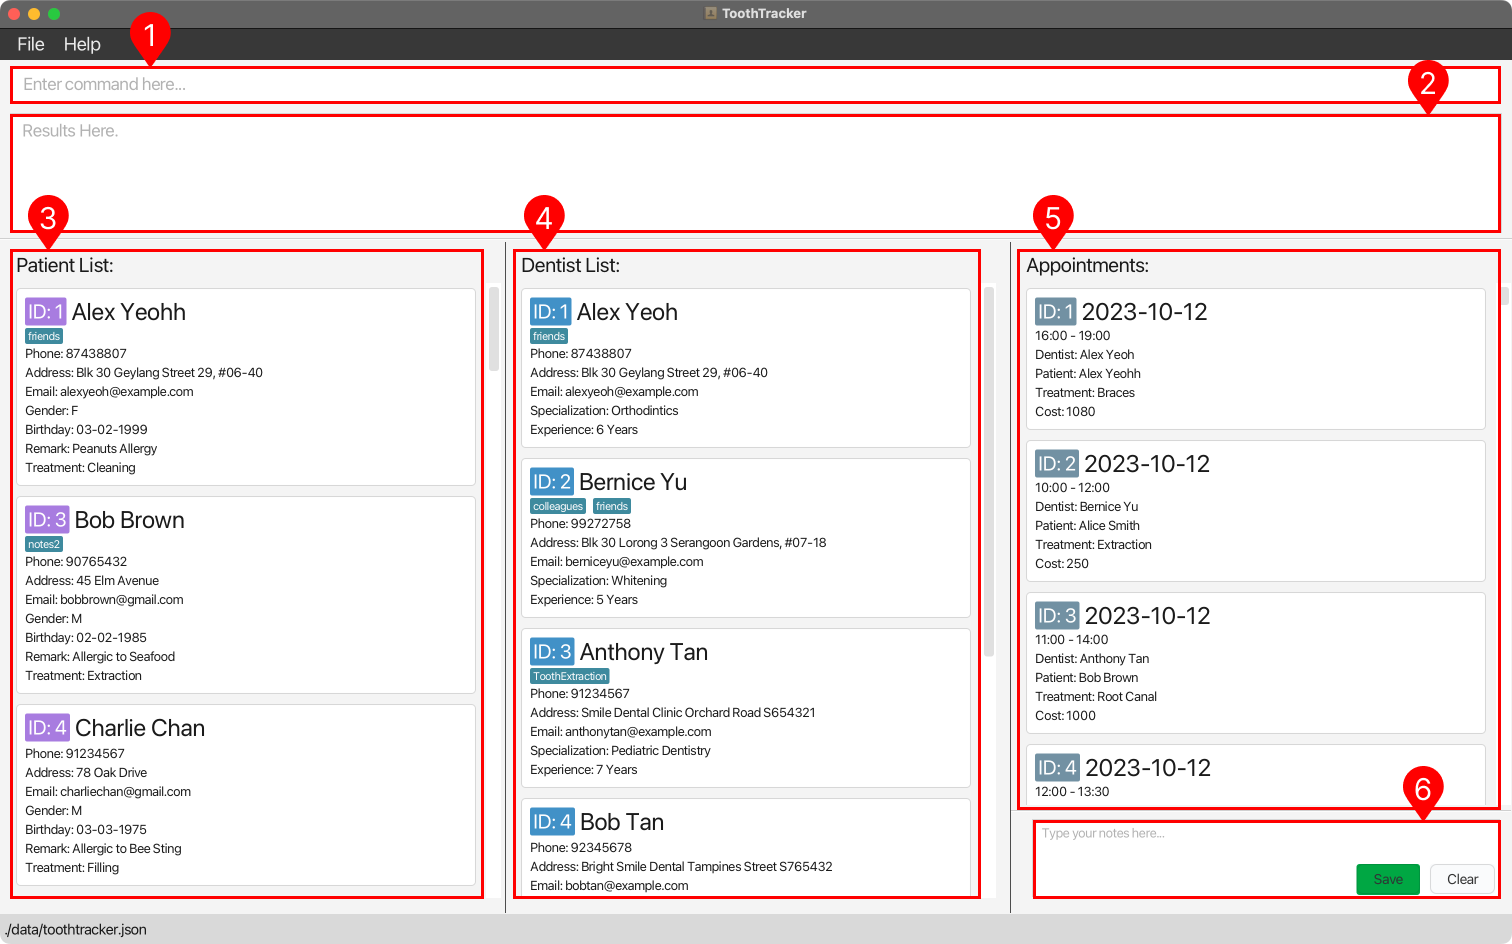 ToothTracker
File Help
1
Enter command here...
2
Results Here.
3
Patient List:
ID: 1 Alex Yeohh
friends
Phone: 87438807
Address: Blk 30 Geylang Street 29, #06-40
Email: alexyeoh@example.com
Gender: F
Birthday: 03-02-1999
Remark: Peanuts Allergy
Treatment: Cleaning
ID: 3 Bob Brown
notes2
Phone: 90765432
Address: 45 Elm Avenue
Email: bobbrown@gmail.com
Gender: M
Birthday: 02-02-1985
Remark: Allergic to Seafood
Treatment: Extraction
ID: 4 Charlie Chan
Phone: 91234567
Address: 78 Oak Drive
Email: charliechan@gmail.com
Gender: M
Birthday: 03-03-1975
Remark: Allergic to Bee Sting
Treatment: Filling
4
Dentist List:
ID: 1 Alex Yeoh
friends
Phone: 87438807
Address: Blk 30 Geylang Street 29, #06-40
Email: alexyeoh@example.com
Specialization: Orthodintics
Experience: 6 Years
ID: 2 Bernice Yu
colleagues friends
Phone: 99272758
Address: Blk 30 Lorong 3 Serangoon Gardens, #07-18
Email: berniceyu@example.com
Specialization: Whitening
Experience: 5 Years
ID: 3 Anthony Tan
ToothExtraction
Phone: 91234567
Address: Smile Dental Clinic Orchard Road S654321
Email: anthonytan@example.com
Specialization: Pediatric Dentistry
Experience: 7 Years
ID: 4 Bob Tan
Phone: 92345678
Address: Bright Smile Dental Tampines Street S765432
Email: bobtan@example.com
5
Appointments:
ID: 1 2023-10-12
16:00 - 19:00
Dentist: Alex Yeoh
Patient: Alex Yeohh
Treatment: Braces
Cost: 1080
ID: 2 2023-10-12
10:00 - 12:00
Dentist: Bernice Yu
Patient: Alice Smith
Treatment: Extraction
Cost: 250
ID: 3 2023-10-12
11:00 - 14:00
Dentist: Anthony Tan
Patient: Bob Brown
Treatment: Root Canal
Cost: 1000
ID: 4 2023-10-12
12:00 - 13:30
6
Type your notes here...
Save Clear
./data/toothtracker.json